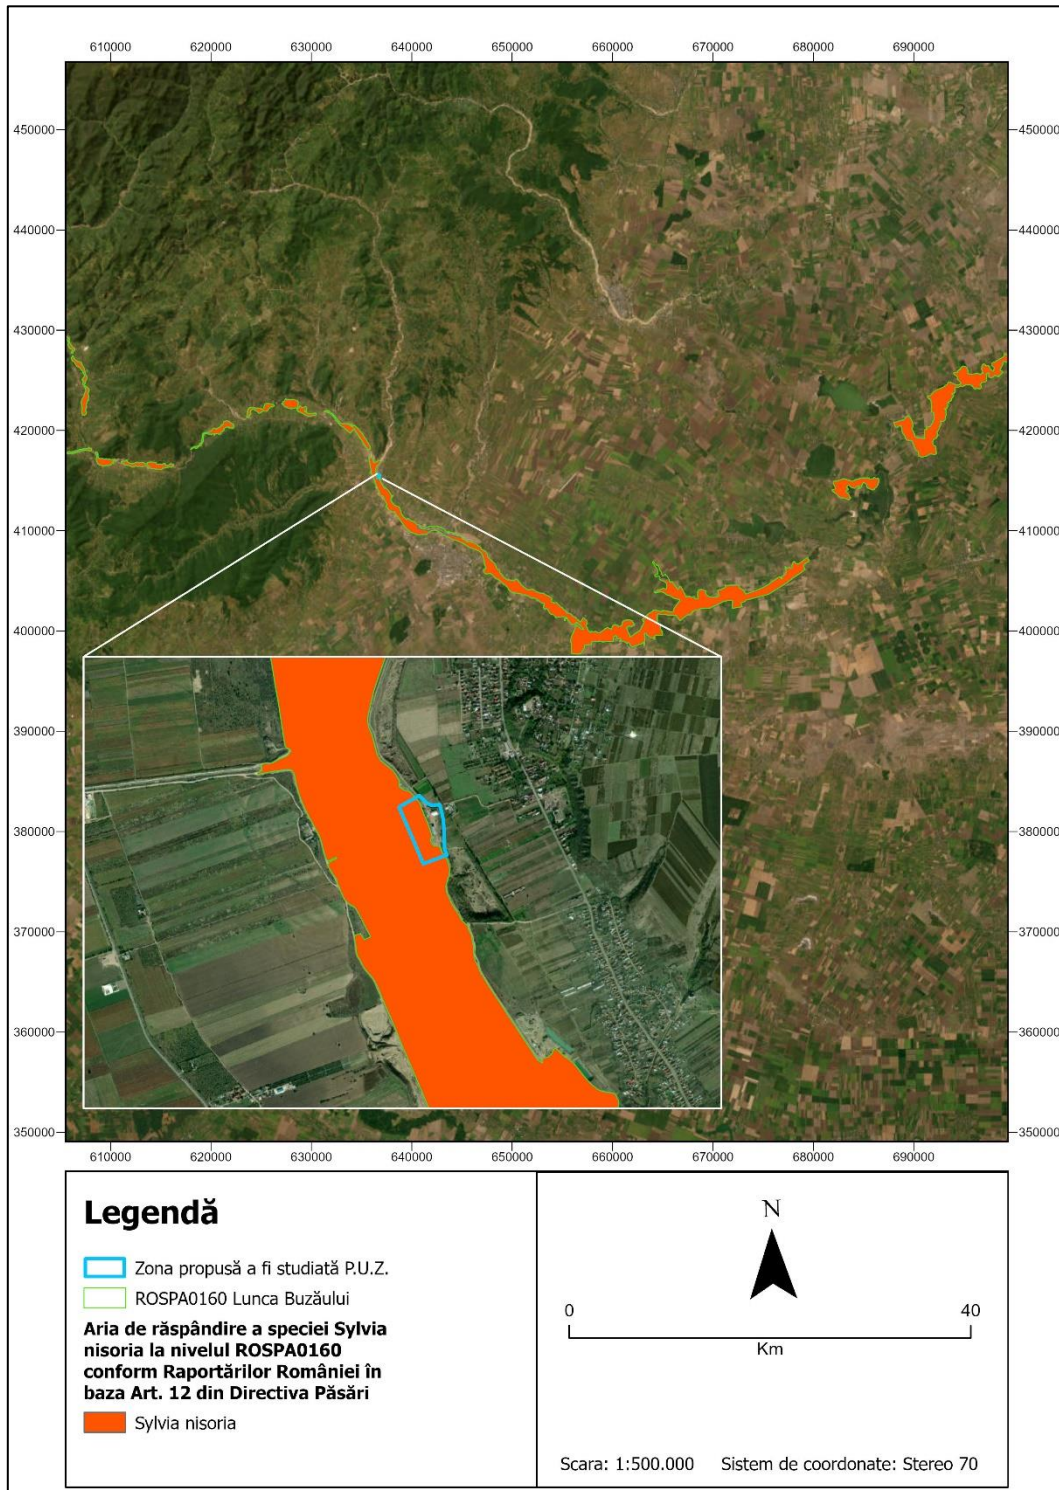 610000 620000 630000 640000 650000 660000 670000 680000 690000
450000 450000
440000 440000
430000 430000
420000 420000
410000 410000
400000 400000
390000 390000
380000 380000
370000 370000
360000 360000
350000 350000
610000 620000 630000 640000 650000 660000 670000 680000 690000
Legendă
Zona propusă a fi studiată P.U.Z.
ROSPA0160 Lunca Buzăului
Aria de răspândire a speciei Sylvia
nisoria la nivelul ROSPA0160
conform Raportărilor României în
baza Art. 12 din Directiva Păsări
Sylvia nisoria
N
0 40
Km
Scara: 1:500.000 Sistem de coordonate: Stereo 70